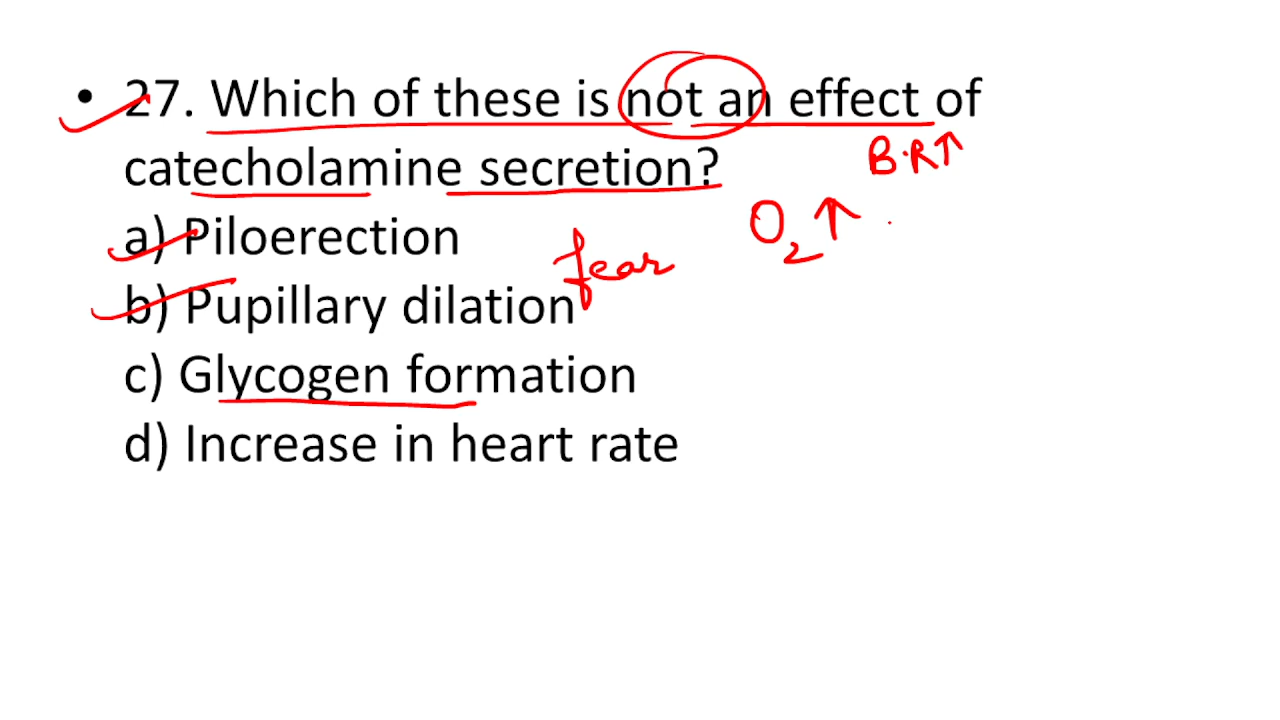 • 27. Which of these is not an effect of
catecholamine secretion?
B.R↑
a) Piloerection
O₂↑
fear
b) Pupillary dilation
c) Glycogen formation
d) Increase in heart rate